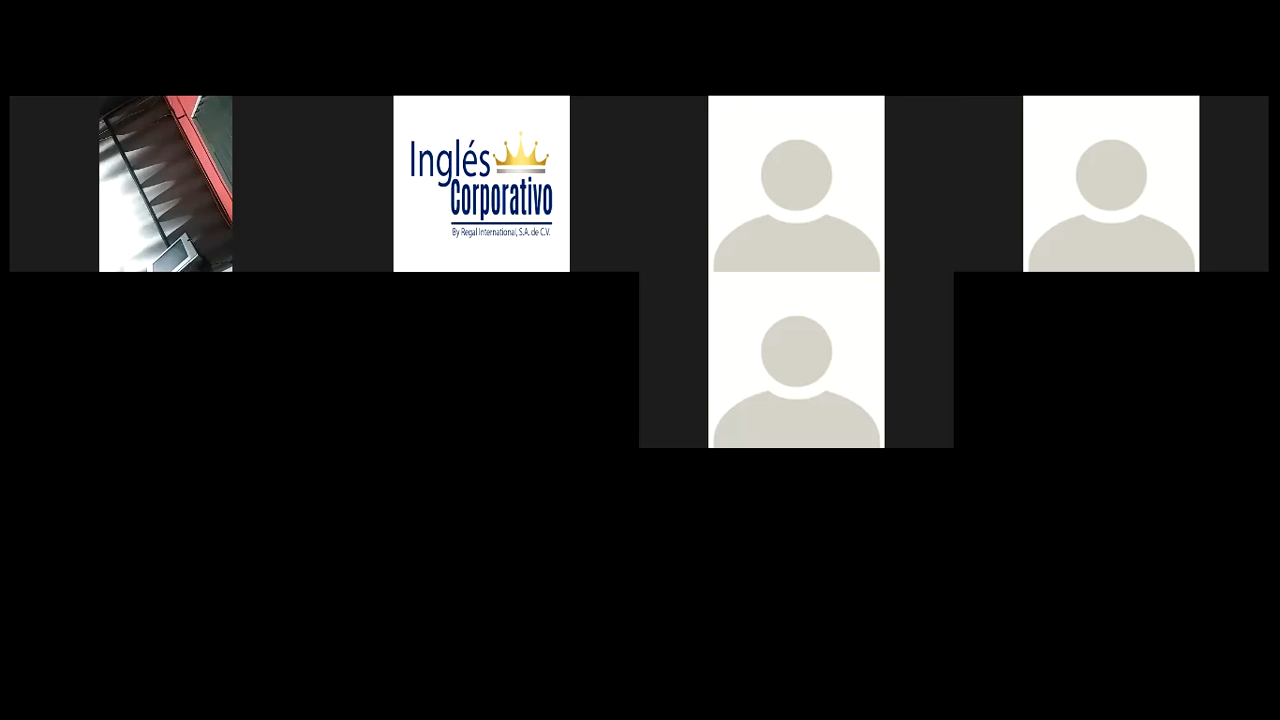 Inglés
Corporativo
By Regal International, S.A. de C.V.